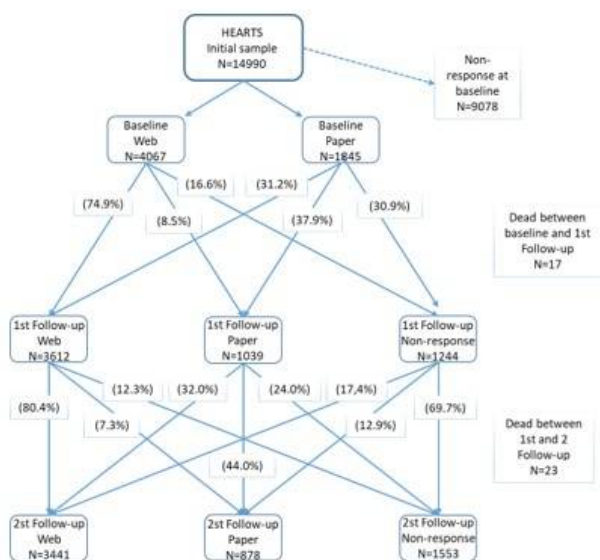 HEARTS
Initial sample
N=14990
Non-
response at
baseline
N=9078
Baseline
Web
N=4067
Baseline
Paper
N=1845
(16.6%)
(31.2%)
(74.9%)
(8.5%)
(37.9%)
(30.9%)
Dead between
baseline and 1st
Follow-up
N=17
1st Follow-up
Web
N=3612
1st Follow-up
Paper
N=1039
1st Follow-up
Non-response
N=1244
(12.3%)
(32.0%)
(24.0%)
(17,4%)
(80.4%)
(69.7%)
(7.3%)
(12.9%)
(44.0%)
Dead between
1st and 2
Follow-up
N=23
2st Follow-up
Web
N=3441
2st Follow-up
Paper
N=878
2st Follow-up
Non-response
N=1553